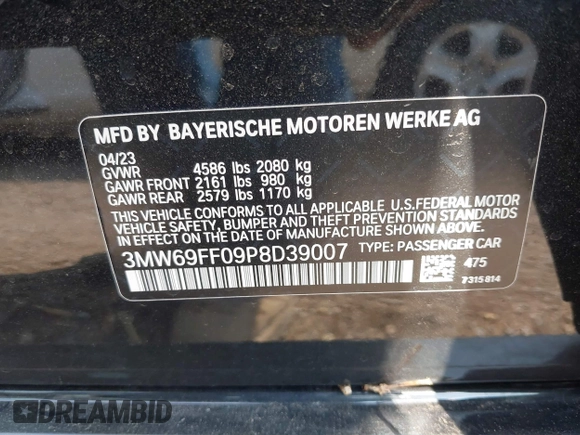 MFD BY BAYERISCHE MOTOREN WERKE AG
04/23
GVWR 4586 lbs 2080 kg
GAWR FRONT 2161 lbs 980 kg
GAWR REAR 2579 lbs 1170 kg
THIS VEHICLE CONFORMS TO ALL APPLICABLE U.S.FEDERAL MOTOR
VEHICLE SAFETY, BUMPER AND THEFT PREVENTION STANDARDS
IN EFFECT ON THE DATE OF MANUFACTURE SHOWN ABOVE.
3MW69FF09P8D39007 TYPE: PASSENGER CAR
475
7315814
DREAMBID